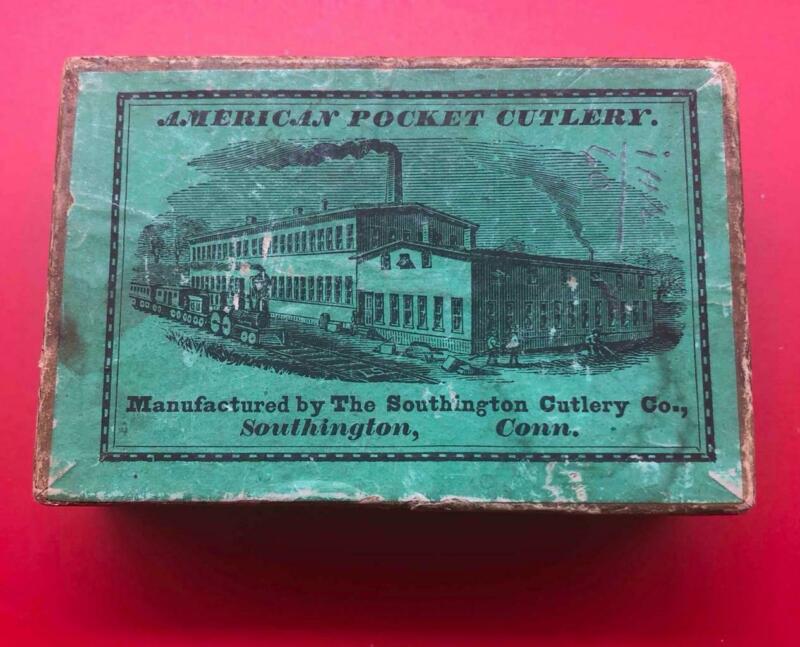 AMERICAN POCKET CUTLERY.
Manufactured by The Southington Cutlery Co.,
Southington, Conn.